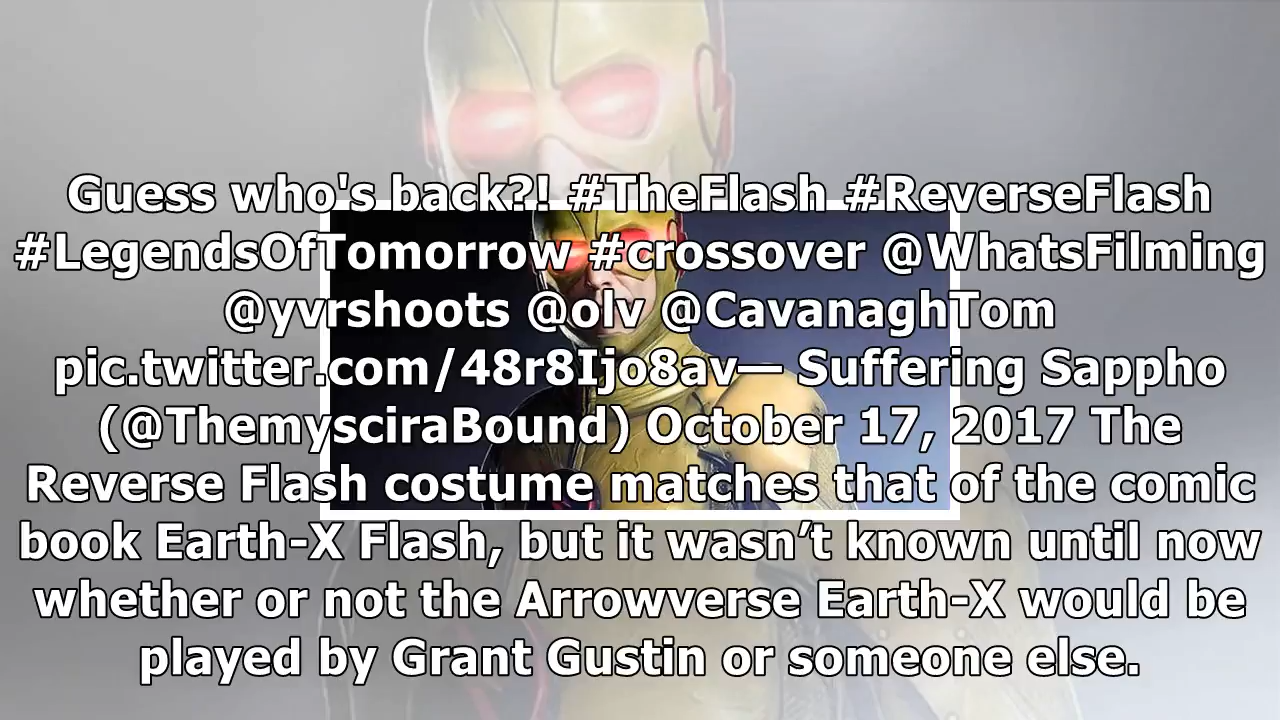 Guess who's back?! #TheFlash #ReverseFlash
#LegendsOfTomorrow #crossover @WhatsFilming
@yvrshoots @olv @CavanaghTom
pic.twitter.com/48r8Ijo8av— Suffering Sappho
(@ThemysciraBound) October 17, 2017 The
Reverse Flash costume matches that of the comic
book Earth-X Flash, but it wasn’t known until now
whether or not the Arrowverse Earth-X would be
played by Grant Gustin or someone else.